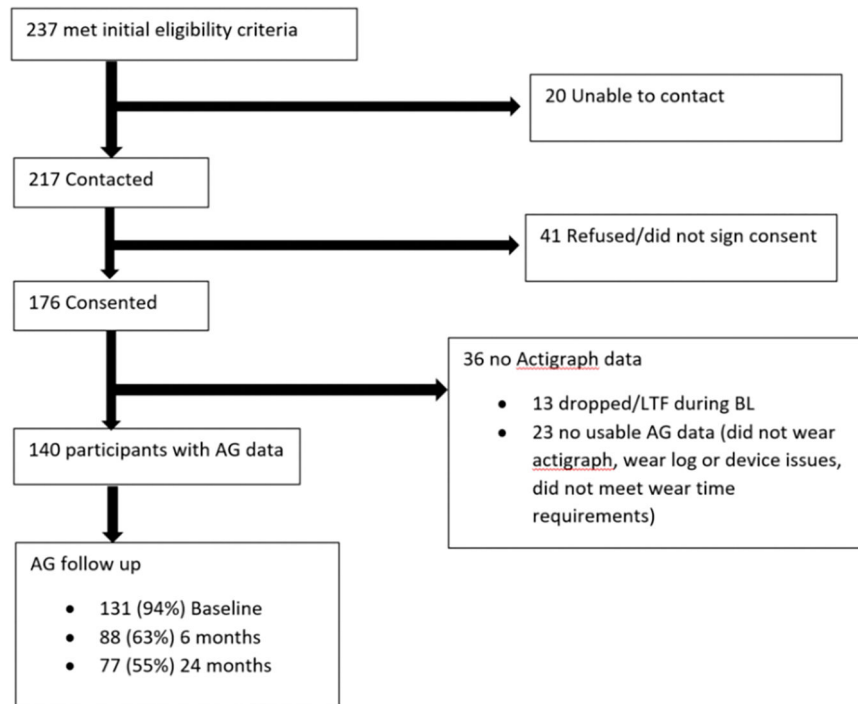 237 met initial eligibility criteria
20 Unable to contact
217 Contacted
41 Refused/did not sign consent
176 Consented
36 no Actigraph data
• 13 dropped/LTF during BL
• 23 no usable AG data (did not wear
actigraph, wear log or device issues,
did not meet wear time
requirements)
140 participants with AG data
AG follow up
• 131 (94%) Baseline
• 88 (63%) 6 months
• 77 (55%) 24 months